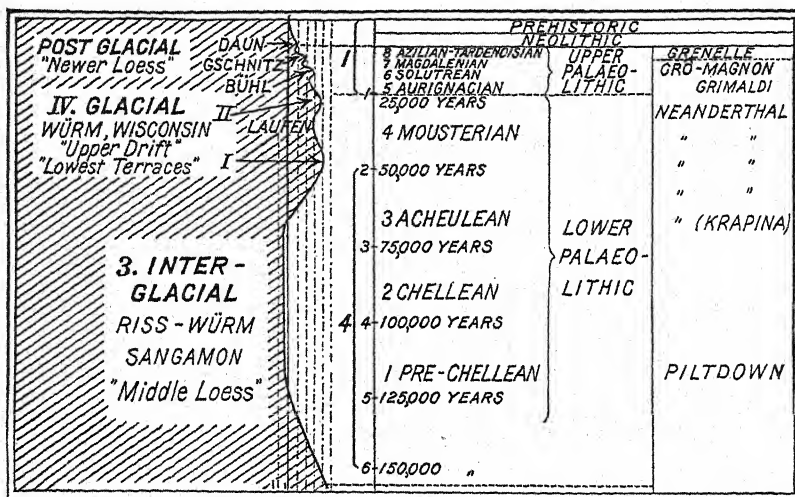 POST GLACIAL
"Newer Loess"
DAUN
GSCHNITZ
BÜHL
IV. GLACIAL
WÜRM, WISCONSIN
"Upper Drift"
"Lowest Terraces"
II
LAUFEN
I
3. INTER-
GLACIAL
RISS-WÜRM
SANGAMON
"Middle Loess"
PREHISTORIC
NEOLITHIC
1
8 AZILIAN-TARDENOISIAN
7 MAGDALENIAN
6 SOLUTREAN
5 AURIGNACIAN
1
25,000 YEARS
4 MOUSTERIAN
2-50,000 YEARS
3 ACHEULEAN
3-75,000 YEARS
2 CHELLEAN
4
4-100,000 YEARS
1 PRE-CHELLEAN
5-125,000 YEARS
6-150,000 "
UPPER
PALAEO-
LITHIC
LOWER
PALAEO-
LITHIC
GRENELLE
CRÔ-MAGNON
GRIMALDI
NEANDERTHAL
" "
" "
" "
" (KRAPINA)
PILTDOWN